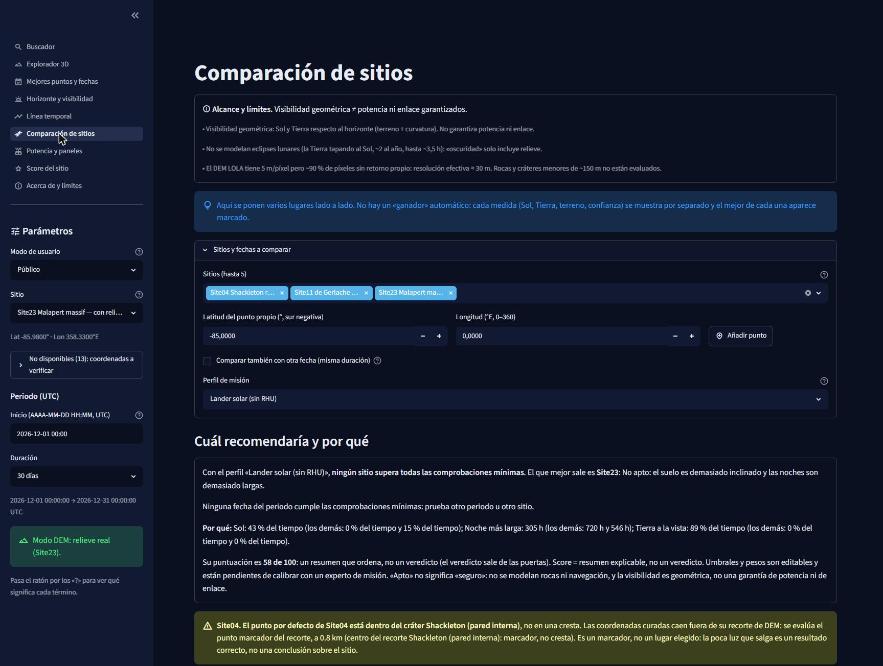 Buscador
Explorador 3D
Mejores puntos y fechas
Horizonte y visibilidad
Línea temporal
Comparación de sitios
Potencia y paneles
Score del sitio
Acerca de y límites
Parámetros
Modo de usuario
Público
Sitio
Site23 Malapert massif — con reli...
Lat -85.9800° · Lon 358.3300°E
No disponibles (13): coordenadas a
verificar
Periodo (UTC)
Inicio (AAAA-MM-DD HH:MM, UTC)
2026-12-01 00:00
Duración
30 días
2026-12-01 00:00:00 → 2026-12-31 00:00:00
UTC
Modo DEM: relieve real
(Site23).
Pasa el ratón por los «?» para ver qué
significa cada término.
Comparación de sitios
Alcance y límites. Visibilidad geométrica ≠ potencia ni enlace garantizados.
• Visibilidad geométrica: Sol y Tierra respecto al horizonte (terreno + curvatura). No garantiza potencia ni enlace.
• No se modelan eclipses lunares (la Tierra tapando al Sol, ~2 al año, hasta ~3,5 h): «oscuridad» solo incluye relieve.
• El DEM LOLA tiene 5 m/píxel pero ~90 % de píxeles sin retorno propio: resolución efectiva ≈ 30 m. Rocas y cráteres menores de ~150 m no están evaluados.
Aquí se ponen varios lugares lado a lado. No hay un «ganador» automático: cada medida (Sol, Tierra, terreno, confianza) se muestra por separado y el mejor de cada una aparece
marcado.
Sitios y fechas a comparar
Sitios (hasta 5)
Site04 Shackleton r... × Site11 de Gerlache ... × Site23 Malapert ma... ×
Latitud del punto propio (°, sur negativa) Longitud (°E, 0–360)
-85,0000 − + 0,0000 − + Añadir punto
Comparar también con otra fecha (misma duración)
Perfil de misión
Lander solar (sin RHU)
Cuál recomendaría y por qué
Con el perfil «Lander solar (sin RHU)», ningún sitio supera todas las comprobaciones mínimas. El que mejor sale es Site23: No apto: el suelo es demasiado inclinado y las noches son
demasiado largas.
Ninguna fecha del periodo cumple las comprobaciones mínimas: prueba otro periodo u otro sitio.
Por qué: Sol: 43 % del tiempo (los demás: 0 % del tiempo y 15 % del tiempo); Noche más larga: 305 h (los demás: 720 h y 546 h); Tierra a la vista: 89 % del tiempo (los demás: 0 % del
tiempo y 0 % del tiempo).
Su puntuación es 58 de 100: un resumen que ordena, no un veredicto (el veredicto sale de las puertas). Score = resumen explicable, no un veredicto. Umbrales y pesos son editables y
están pendientes de calibrar con un experto de misión. «Apto» no significa «seguro»: no se modelan rocas ni navegación, y la visibilidad es geométrica, no una garantía de potencia ni de
enlace.
Site04. El punto por defecto de Site04 está dentro del cráter Shackleton (pared interna), no en una cresta. Las coordenadas curadas caen fuera de su recorte de DEM: se evalúa el
punto marcador del recorte, a 0.8 km (centro del recorte Shackleton (pared interna): marcador, no cresta). Es un marcador, no un lugar elegido: la poca luz que salga es un resultado
correcto, no una conclusión sobre el sitio.